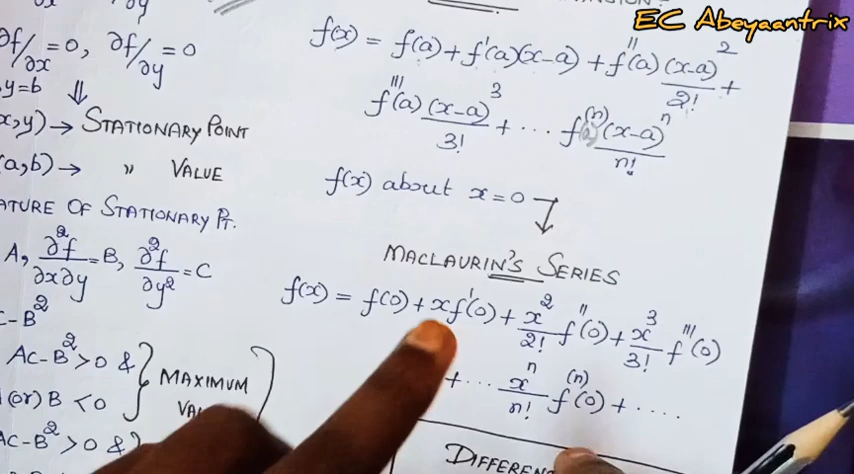 EC Abeyaantrix
∂y
∂f/∂x = 0, ∂f/∂y = 0
y=b ⇓
x,y) → STATIONARY POINT
(a,b) → " VALUE
ATURE OF STATIONARY PT.
A, ∂²f/∂x∂y = B, ∂²f/∂y² = C
C-B²
AC-B² > 0 &
(or) B < 0
MAXIMUM
AC-B² > 0 &
f(x) = f(a) + f'(a)(x-a) + f''(a) (x-a)²/2! +
f'''(a) (x-a)³/3! + ... f⁽ⁿ⁾(a) (x-a)ⁿ/n!
f(x) about x = 0 ↓
MACLAURIN'S SERIES
f(x) = f(0) + xf'(0) + x²/2! f''(0) + x³/3! f'''(0)
+ ... xⁿ/n! f⁽ⁿ⁾(0) + ....